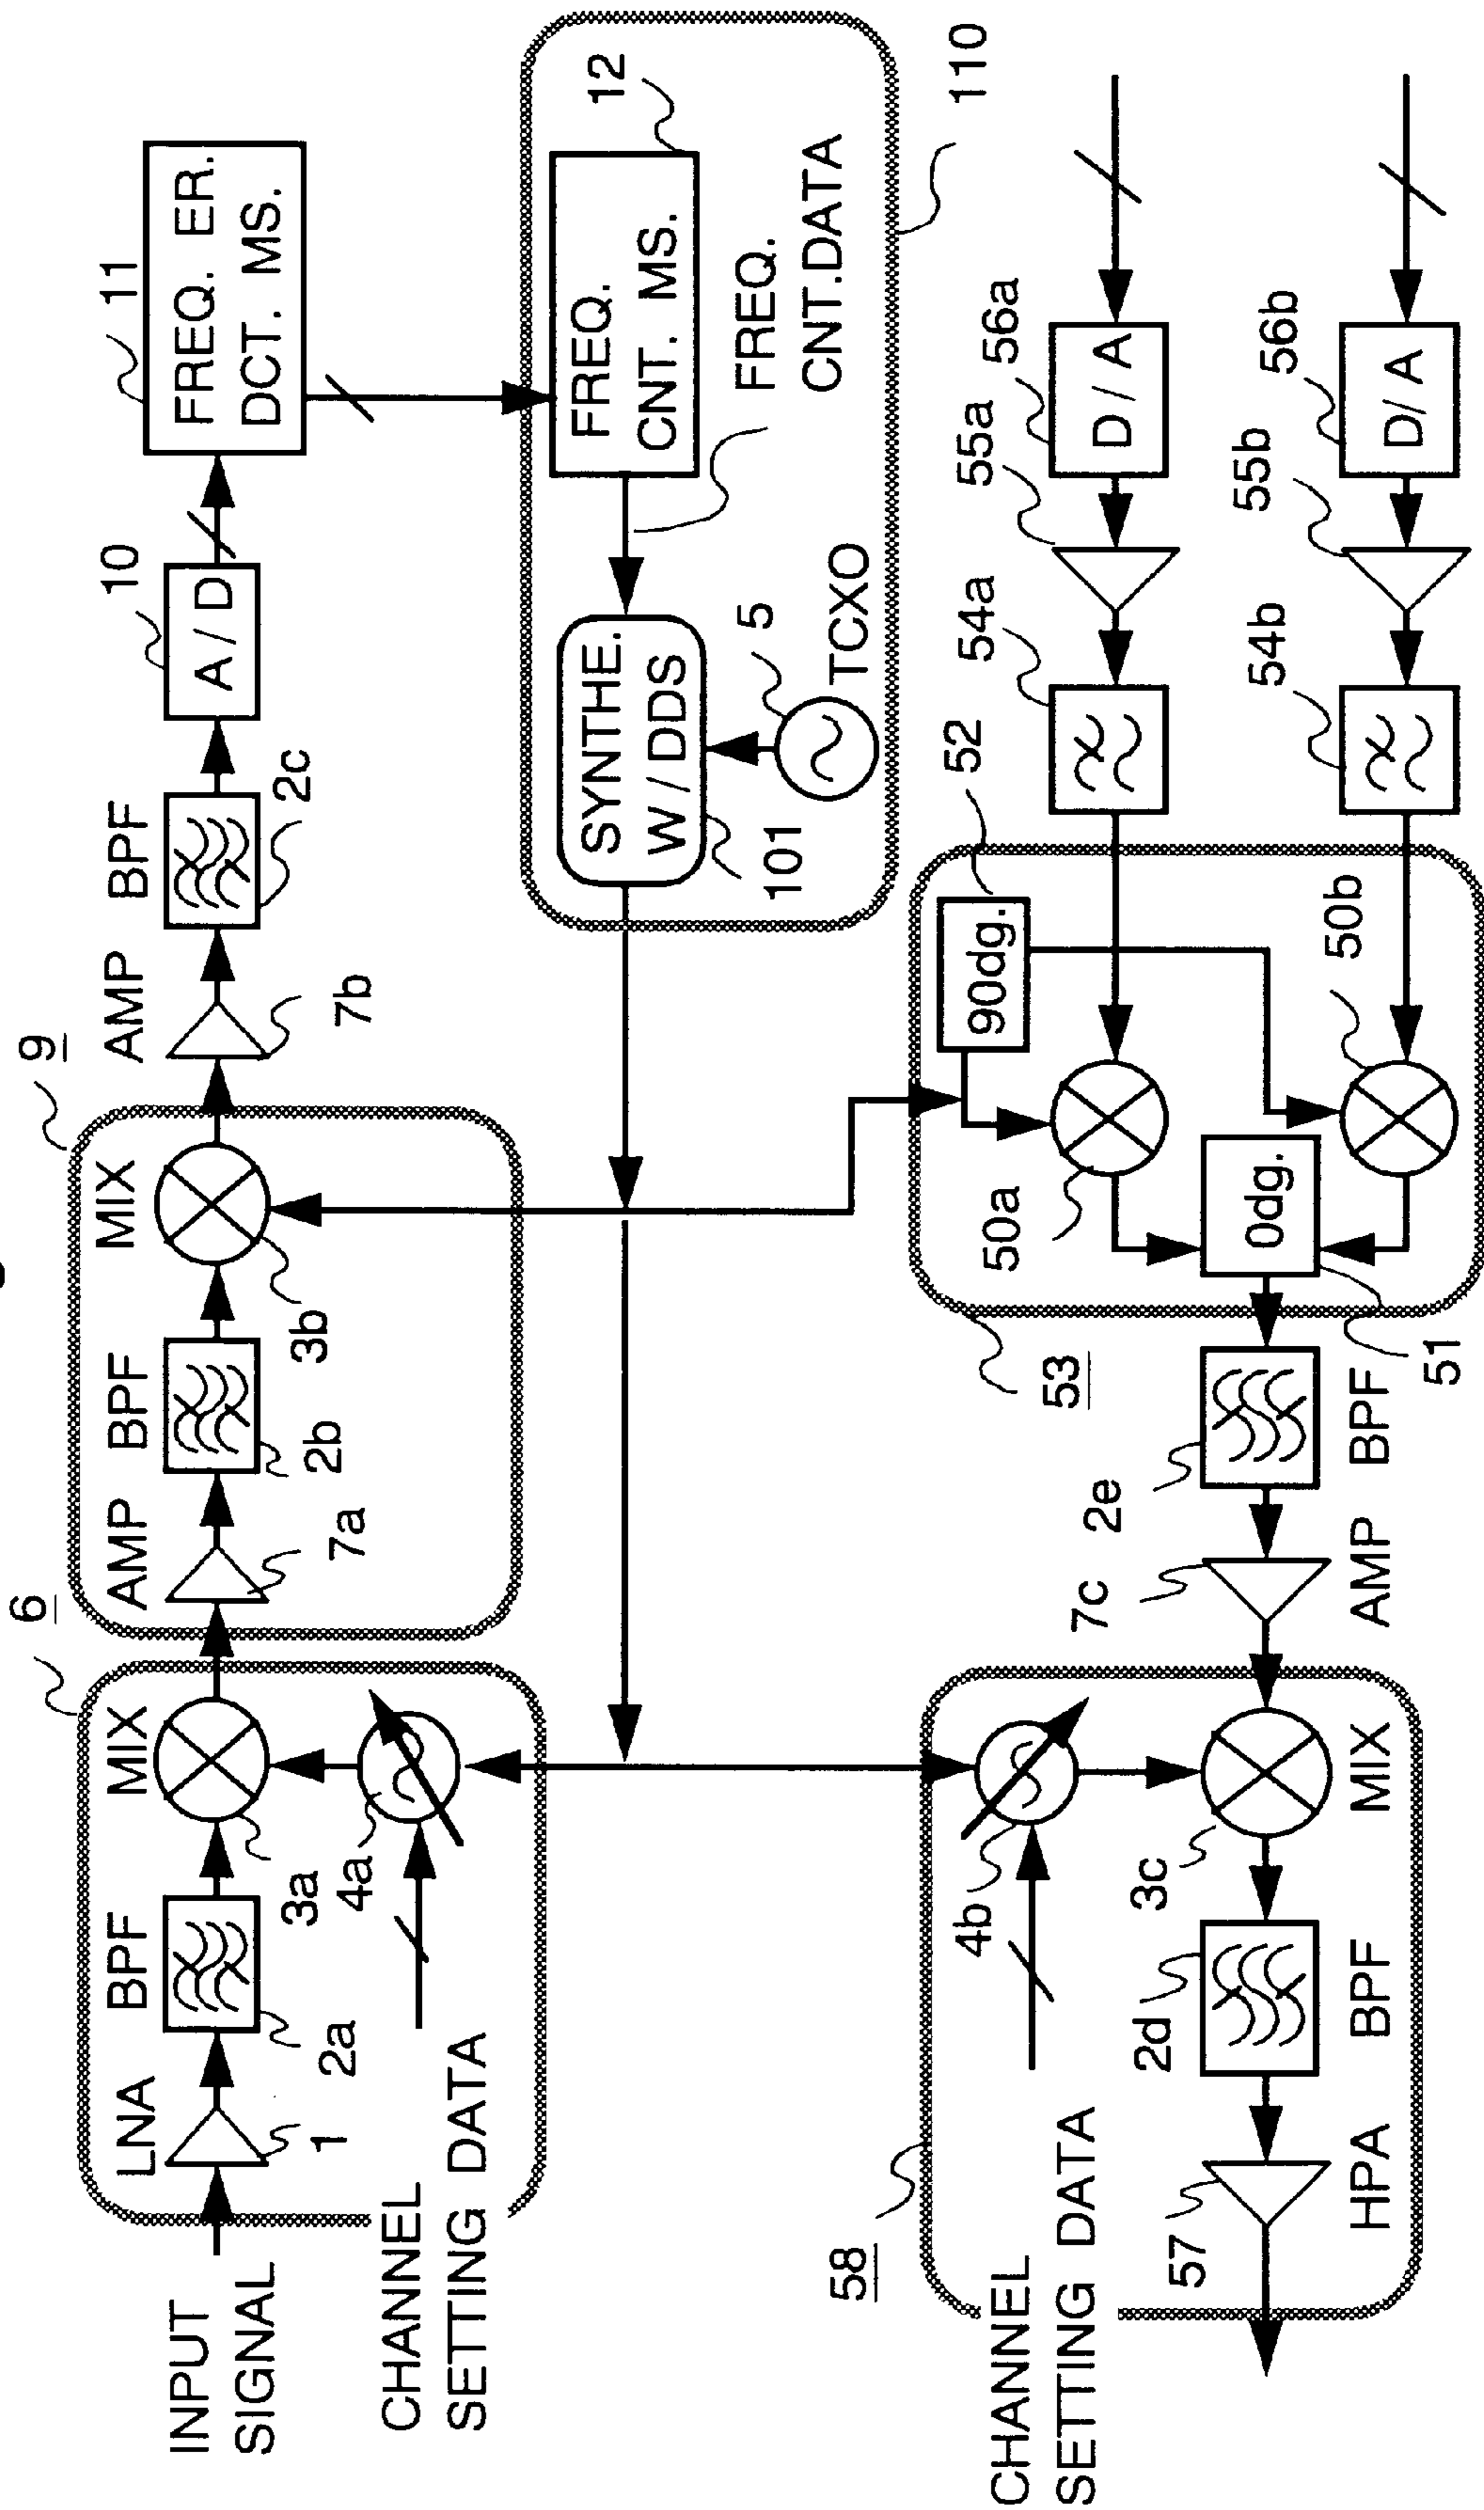 6
9
INPUT
SIGNAL
LNA
BPF
MIX
AMP
BPF
MIX
AMP
BPF
10
A/D
11
FREQ. ER.
DCT. MS.
1
2a
3a
4a
7a
2b
3b
7b
2c
CHANNEL
SETTING DATA
SYNTHE.
W/DDS
101
5
TCXO
FREQ.
CNT. MS.
12
FREQ.
CNT.DATA
110
58
CHANNEL
SETTING DATA
4b
57
2d
3c
7c
2e
53
50a
90dg.
52
54a
55a
56a
D/A
0dg.
50b
54b
55b
56b
D/A
HPA
BPF
MIX
AMP
BPF
51